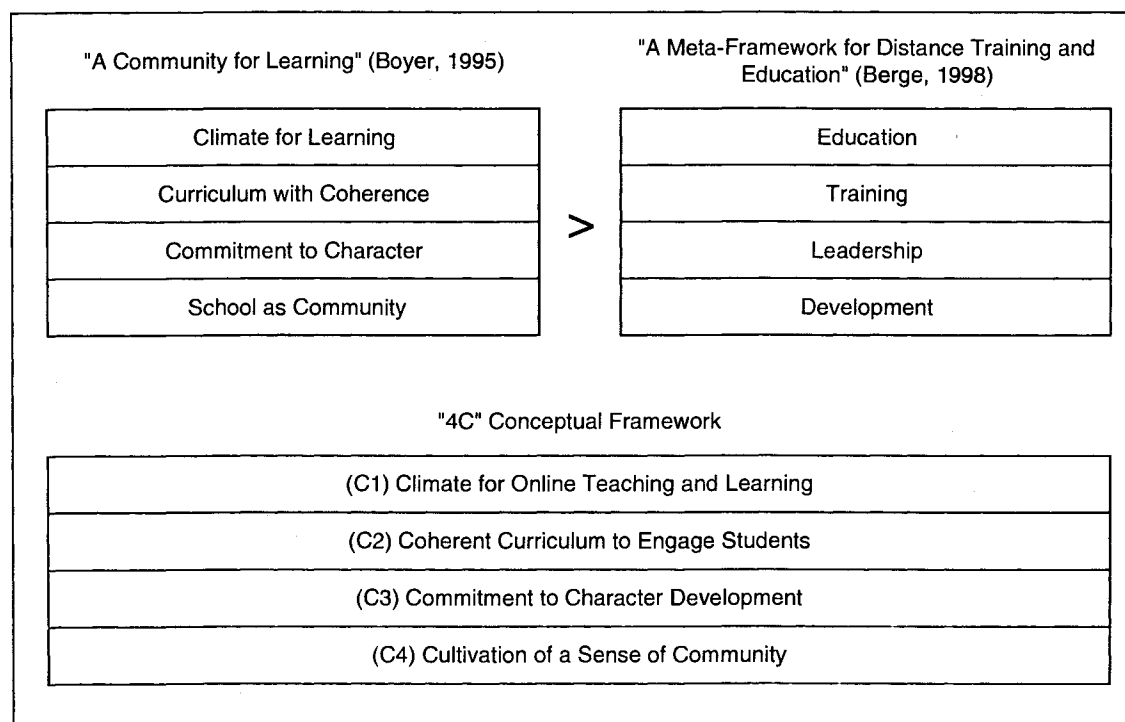 "A Community for Learning" (Boyer, 1995)
Climate for Learning
Curriculum with Coherence
Commitment to Character
School as Community
>
"A Meta-Framework for Distance Training and
Education" (Berge, 1998)
Education
Training
Leadership
Development
"4C" Conceptual Framework
(C1) Climate for Online Teaching and Learning
(C2) Coherent Curriculum to Engage Students
(C3) Commitment to Character Development
(C4) Cultivation of a Sense of Community